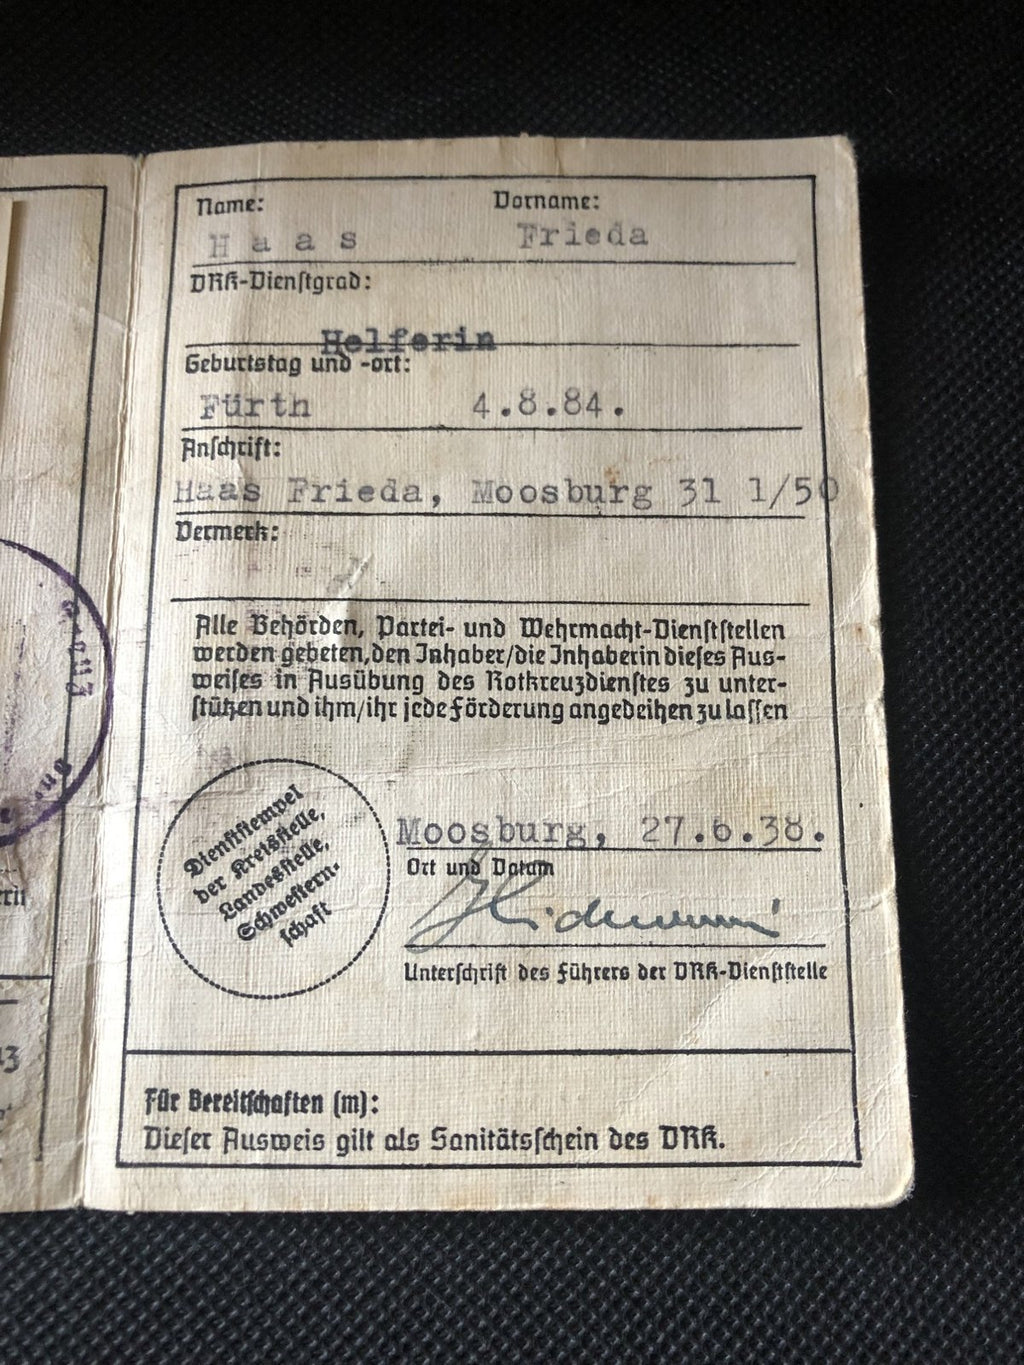 Name: Vorname:
Haas Frieda
DRK-Dienstgrad:
Helferin
Geburtstag und -ort:
Fürth 4.8.84.
Anschrift:
Haas Frieda, Moosburg 31 1/50
Vermerk:
Alle Behörden, Partei- und Wehrmacht-Dienststellen
werden gebeten, den Inhaber/die Inhaberin dieses Aus-
weises in Ausübung des Rotkreuzdienstes zu unter-
stützen und ihm/ihr jede Förderung angedeihen zu lassen
Dienststempel
der Kreisstelle,
Landesstelle,
Schwestern-
schaft
Moosburg, 27.6.38.
Ort und Datum
Unterschrift des Führers der DRK-Dienststelle
Für Bereitschaften (m):
Dieser Ausweis gilt als Sanitätsschein des DRK.